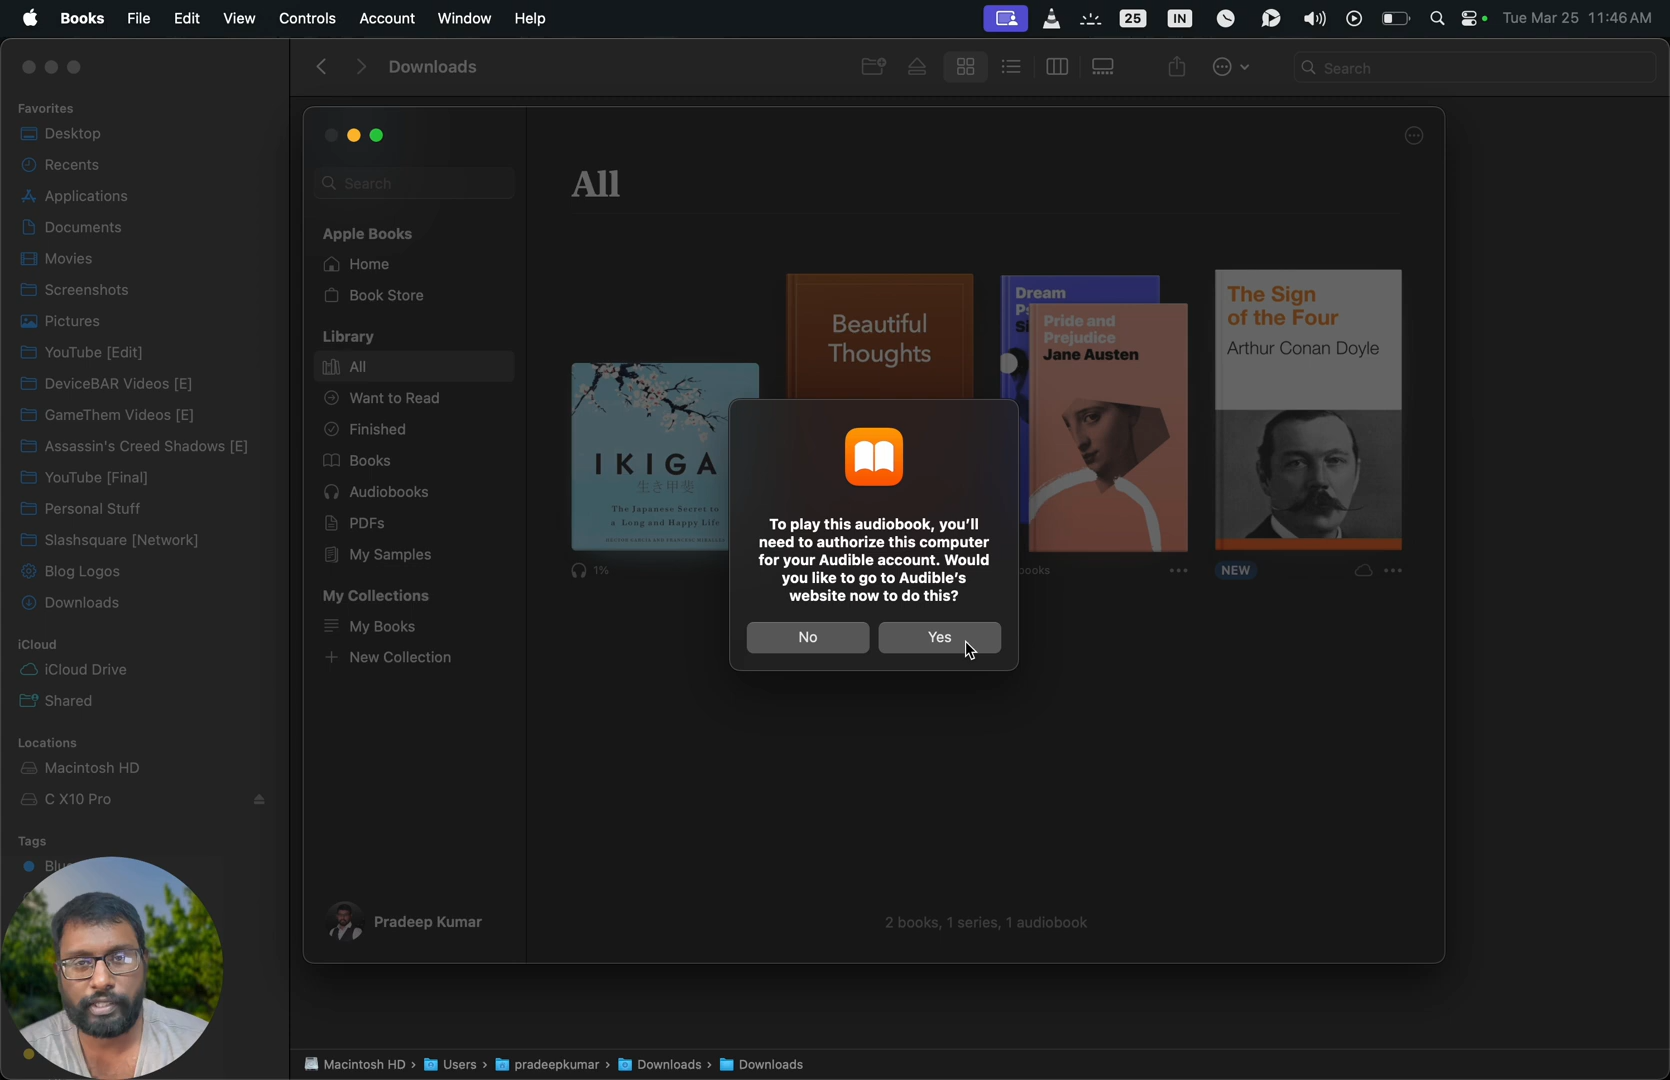 Books File Edit View Controls Account Window Help
25 IN Tue Mar 25 11:46 AM
Downloads
Search
Favorites
Desktop
Recents
Applications
Documents
Movies
Screenshots
Pictures
YouTube [Edit]
DeviceBAR Videos [E]
GameThem Videos [E]
Assassin's Creed Shadows [E]
YouTube [Final]
Personal Stuff
Slashsquare [Network]
Blog Logos
Downloads
iCloud
iCloud Drive
Shared
Locations
Macintosh HD
C X10 Pro
Tags
Search
Apple Books
Home
Book Store
Library
All
Want to Read
Finished
Books
Audiobooks
PDFs
My Samples
My Collections
My Books
New Collection
Pradeep Kumar
All
IKIGA
生き甲斐
The Japanese Secret to
a Long and Happy Life
1%
Beautiful
Thoughts
Dream
Pride and
Prejudice
Jane Austen
ooks
The Sign
of the Four
Arthur Conan Doyle
NEW
To play this audiobook, you'll
need to authorize this computer
for your Audible account. Would
you like to go to Audible's
website now to do this?
No Yes
2 books, 1 series, 1 audiobook
Macintosh HD › Users › pradeepkumar › Downloads › Downloads